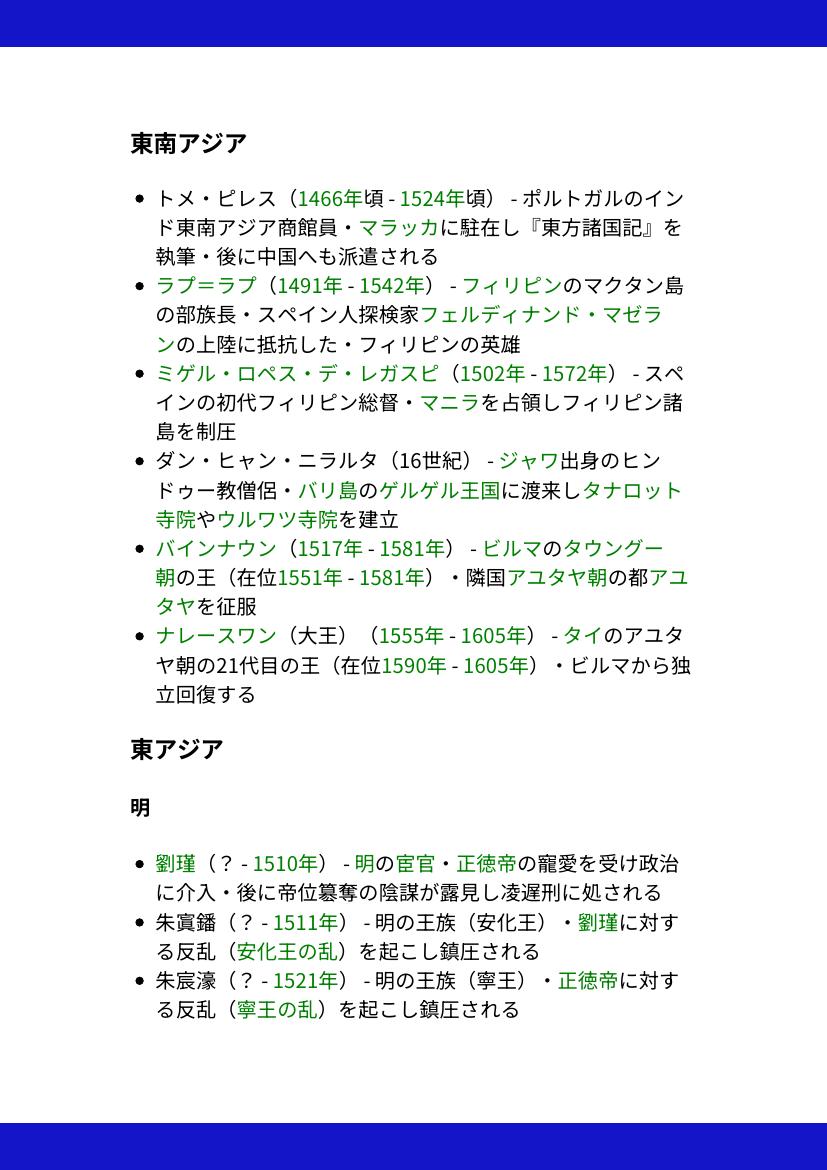 東南アジア
• トメ・ピレス（1466年頃 - 1524年頃） - ポルトガルのイン
ド東南アジア商館員・マラッカに駐在し『東方諸国記』を
執筆・後に中国へも派遣される
• ラプ＝ラプ（1491年 - 1542年） - フィリピンのマクタン島
の部族長・スペイン人探検家フェルディナンド・マゼラ
ンの上陸に抵抗した・フィリピンの英雄
• ミゲル・ロペス・デ・レガスピ（1502年 - 1572年） - スペ
インの初代フィリピン総督・マニラを占領しフィリピン諸
島を制圧
• ダン・ヒャン・ニラルタ（16世紀） - ジャワ出身のヒン
ドゥー教僧侶・バリ島のゲルゲル王国に渡来しタナロット
寺院やウルワツ寺院を建立
• バインナウン（1517年 - 1581年） - ビルマのタウングー
朝の王（在位1551年 - 1581年）・隣国アユタヤ朝の都アユ
タヤを征服
• ナレースワン（大王）（1555年 - 1605年） - タイのアユタ
ヤ朝の21代目の王（在位1590年 - 1605年）・ビルマから独
立回復する
東アジア
明
• 劉瑾（？ - 1510年） - 明の宦官・正徳帝の寵愛を受け政治
に介入・後に帝位簒奪の陰謀が露見し凌遅刑に処される
• 朱寘鐇（？ - 1511年） - 明の王族（安化王）・劉瑾に対す
る反乱（安化王の乱）を起こし鎮圧される
• 朱宸濠（？ - 1521年） - 明の王族（寧王）・正徳帝に対す
る反乱（寧王の乱）を起こし鎮圧される